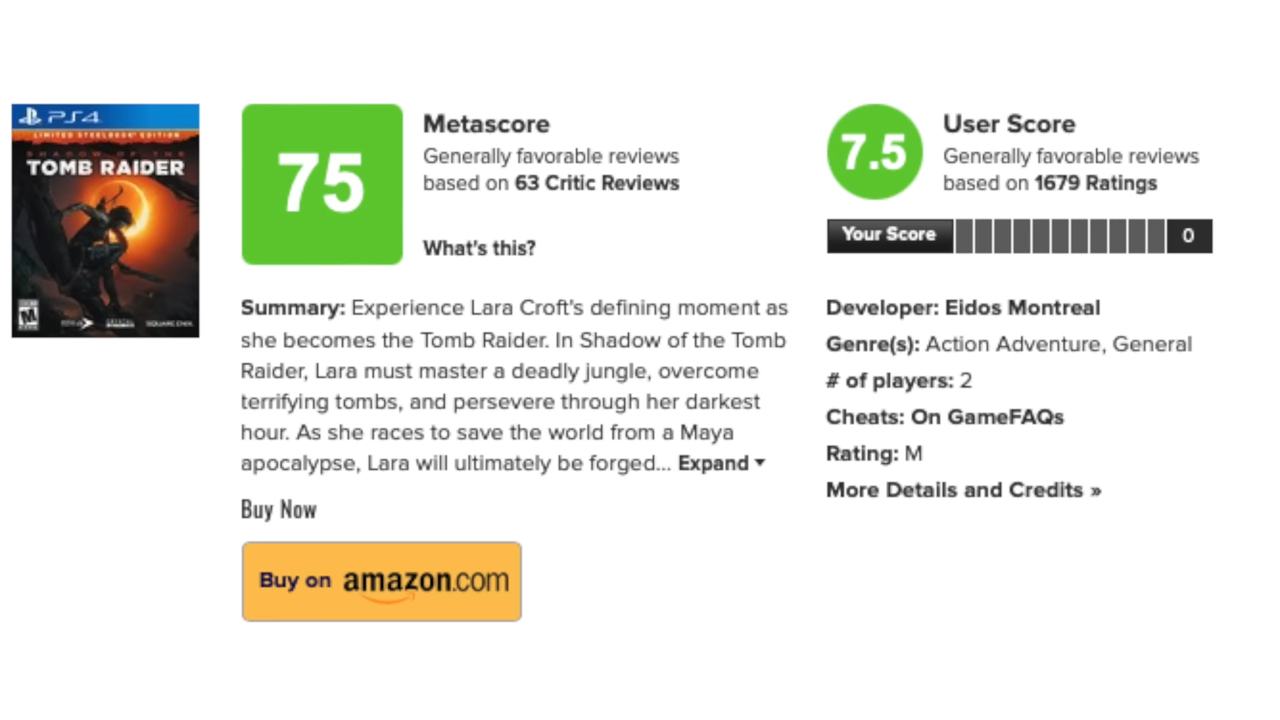 PS4
LIMITED STEELBOOK EDITION
SHADOW OF THE
TOMB RAIDER
M
SQUARE ENIX
75
Metascore
Generally favorable reviews
based on 63 Critic Reviews
What's this?
Summary: Experience Lara Croft's defining moment as
she becomes the Tomb Raider. In Shadow of the Tomb
Raider, Lara must master a deadly jungle, overcome
terrifying tombs, and persevere through her darkest
hour. As she races to save the world from a Maya
apocalypse, Lara will ultimately be forged... Expand
Buy Now
Buy on amazon.com
7.5
User Score
Generally favorable reviews
based on 1679 Ratings
Your Score 0
Developer: Eidos Montreal
Genre(s): Action Adventure, General
# of players: 2
Cheats: On GameFAQs
Rating: M
More Details and Credits »